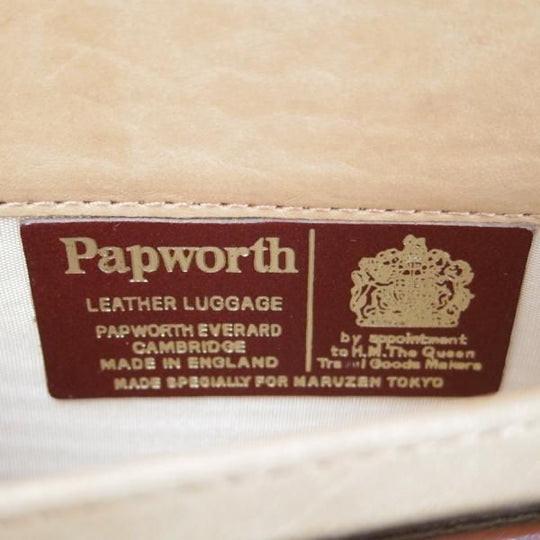 Papworth
LEATHER LUGGAGE
PAPWORTH EVERARD
CAMBRIDGE
MADE IN ENGLAND
MADE SPECIALLY FOR MARUZEN TOKYO
by appointment
to H.M. The Queen
Travel Goods Makers